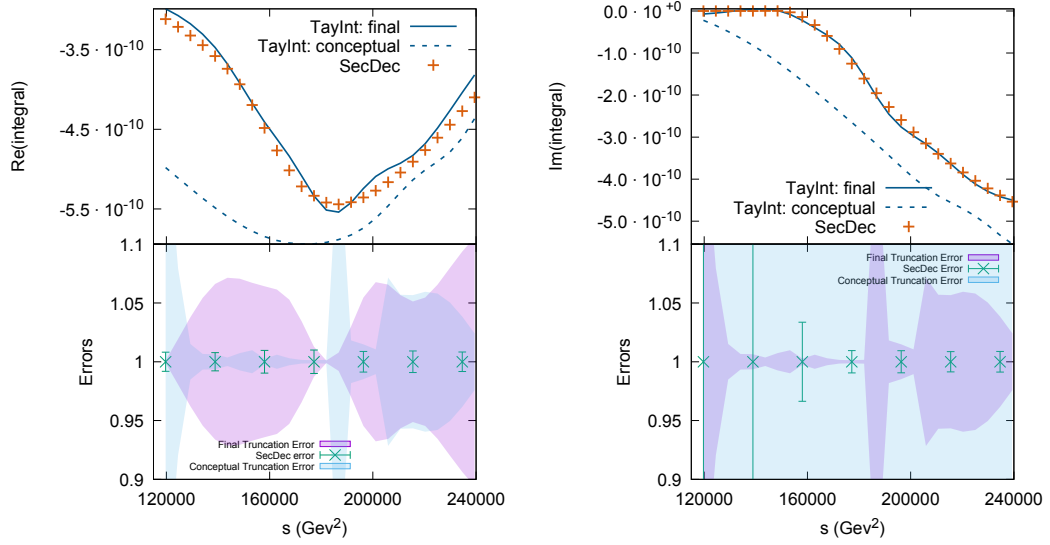 Re(integral)
-3.5 · 10^-10
-4.5 · 10^-10
-5.5 · 10^-10
TayInt: final
TayInt: conceptual
SecDec
Errors
1.1
1.05
1
0.95
0.9
Final Truncation Error
SecDec error
Conceptual Truncation Error
120000 160000 200000 240000
s (Gev^2)
Im(integral)
0.0 · 10^+0
-1.0 · 10^-10
-2.0 · 10^-10
-3.0 · 10^-10
-4.0 · 10^-10
-5.0 · 10^-10
TayInt: final
TayInt: conceptual
SecDec
Errors
1.1
1.05
1
0.95
0.9
Final Truncation Error
SecDec Error
Conceptual Truncation Error
120000 160000 200000 240000
s (Gev^2)